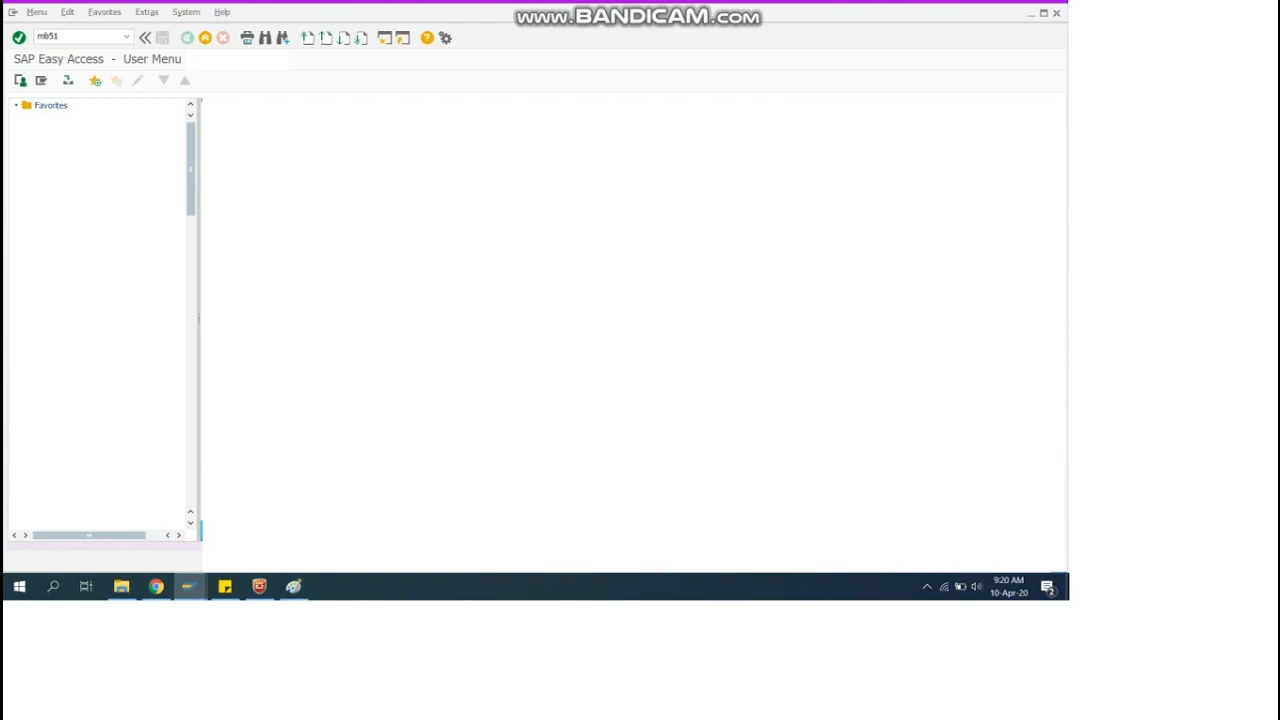 www.BANDICAM.com
Menu Edit Favorites Extras System Help
mb51
SAP Easy Access - User Menu
Favorites
9:20 AM
10-Apr-20
2